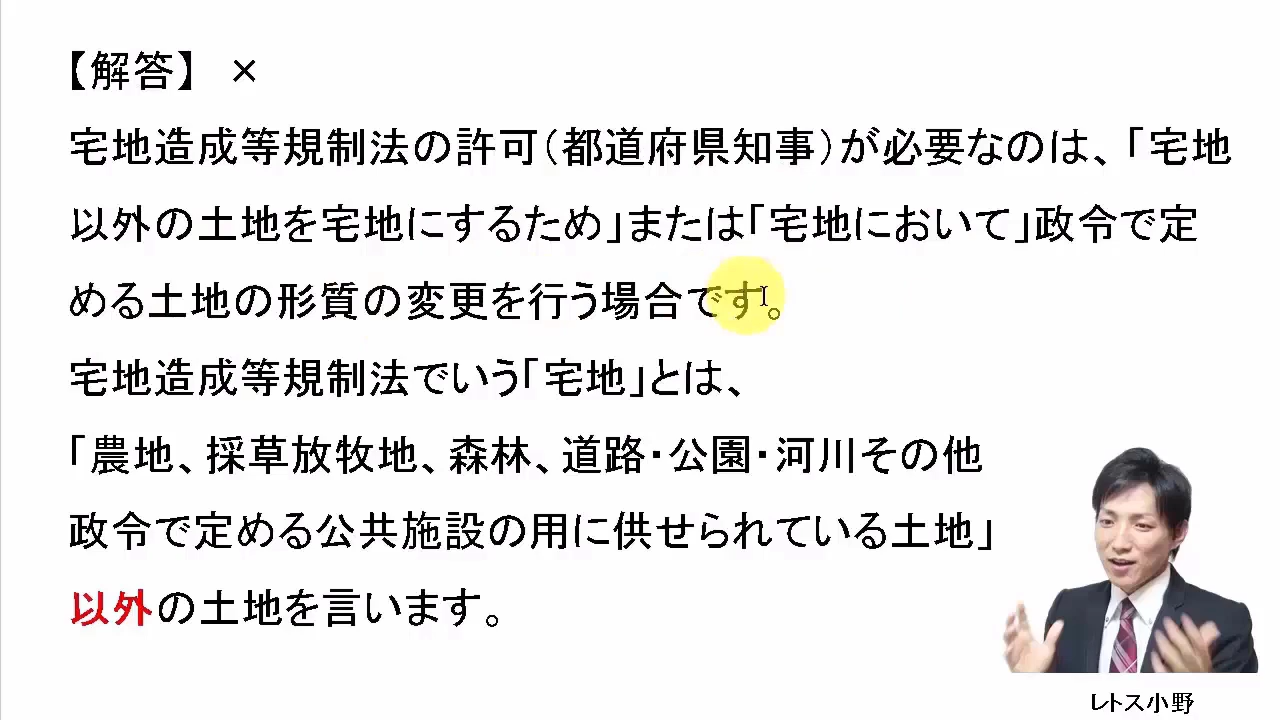 【解答】 ×
宅地造成等規制法の許可(都道府県知事)が必要なのは、「宅地
以外の土地を宅地にするため」または「宅地において」政令で定
める土地の形質の変更を行う場合です。
宅地造成等規制法でいう「宅地」とは、
「農地、採草放牧地、森林、道路・公園・河川その他
政令で定める公共施設の用に供せられている土地」
以外の土地を言います。
レトス小野